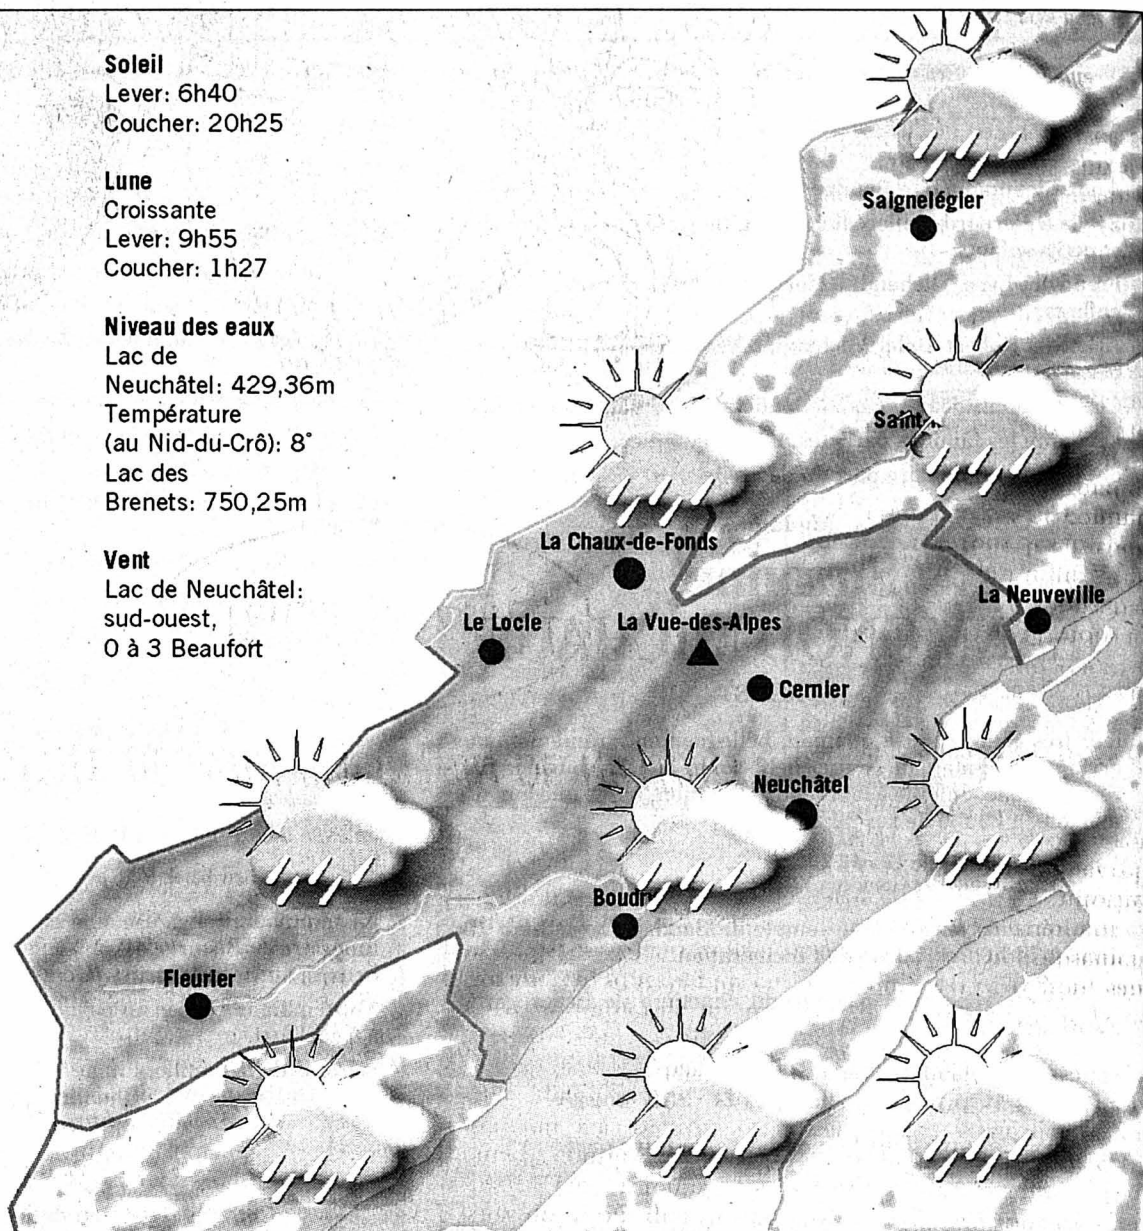 Soleil
Lever: 6h40
Coucher: 20h25
Lune
Croissante
Lever: 9h55
Coucher: 1h27
Niveau des eaux
Lac de
Neuchâtel: 429,36m
Température
(au Nid-du-Crô): 8°
Lac des
Brenets: 750,25m
Vent
Lac de Neuchâtel:
sud-ouest,
0 à 3 Beaufort
Saignelégier
Saint-
La Chaux-de-Fonds
La Neuveville
Le Locle
La Vue-des-Alpes
Cernier
Neuchâtel
Boudry
Fleurier